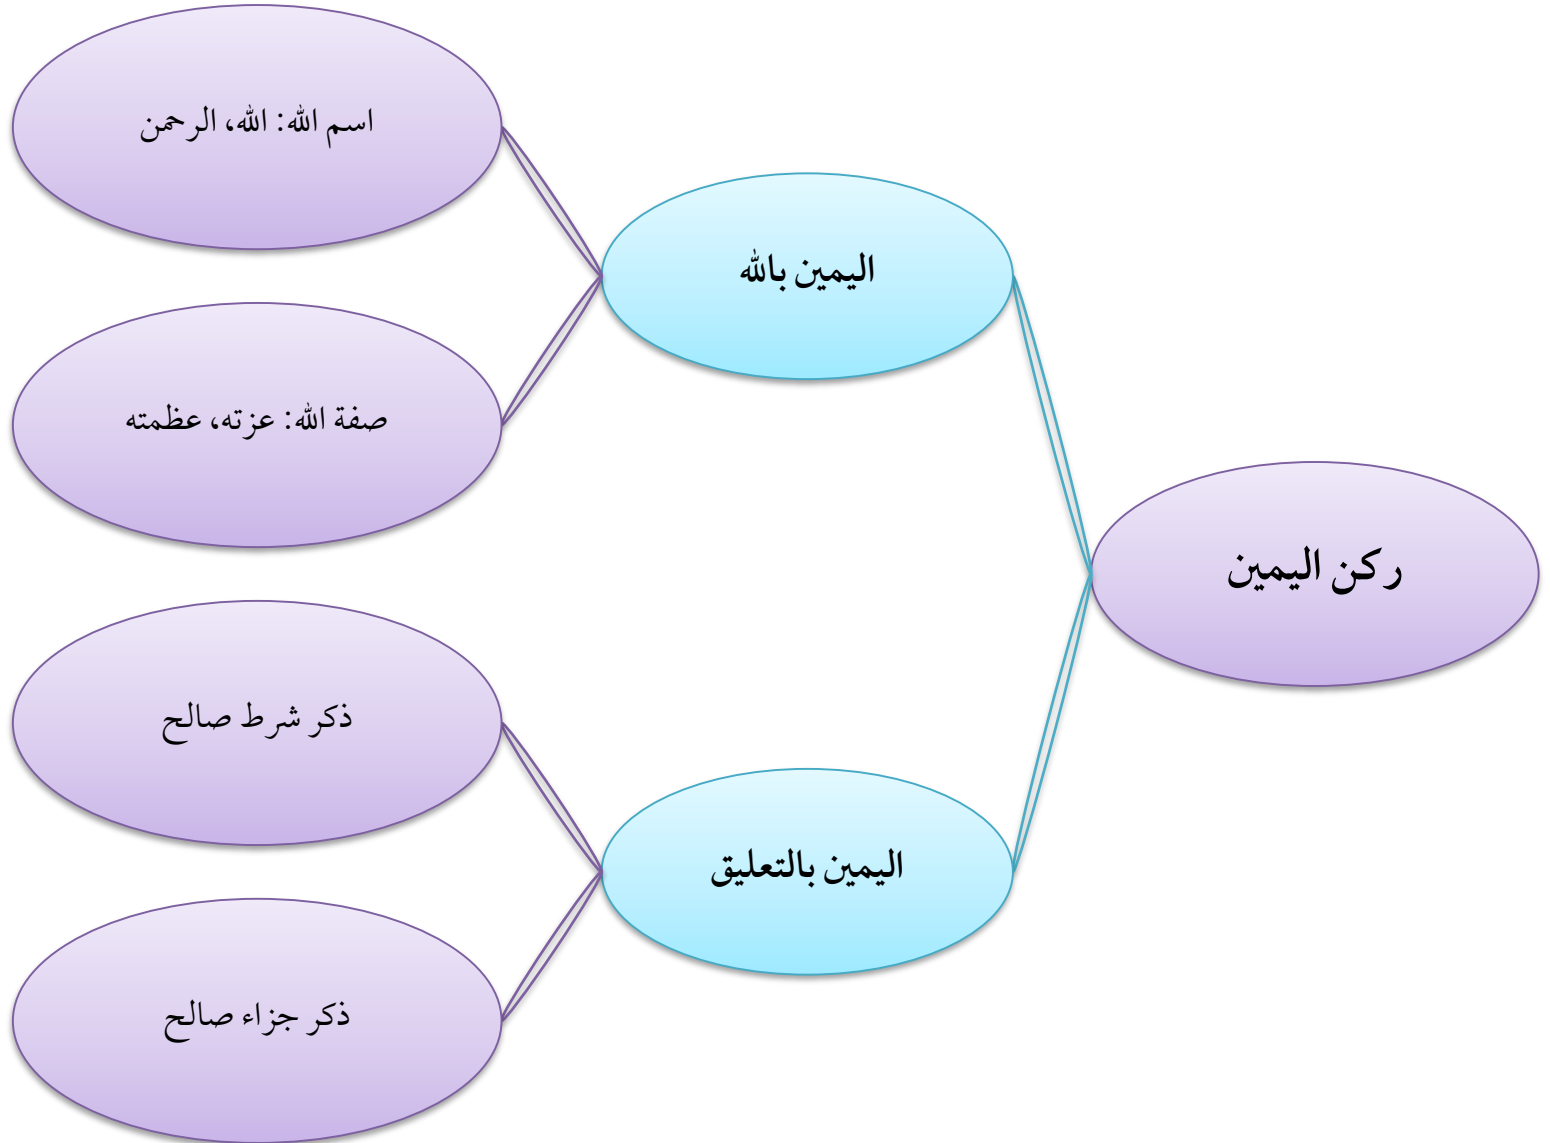 ركن اليمين
اليمين بالله
اسم الله: الله، الرحمن
صفة الله: عزته، عظمته
اليمين بالتعليق
ذكر شرط صالح
ذكر جزاء صالح